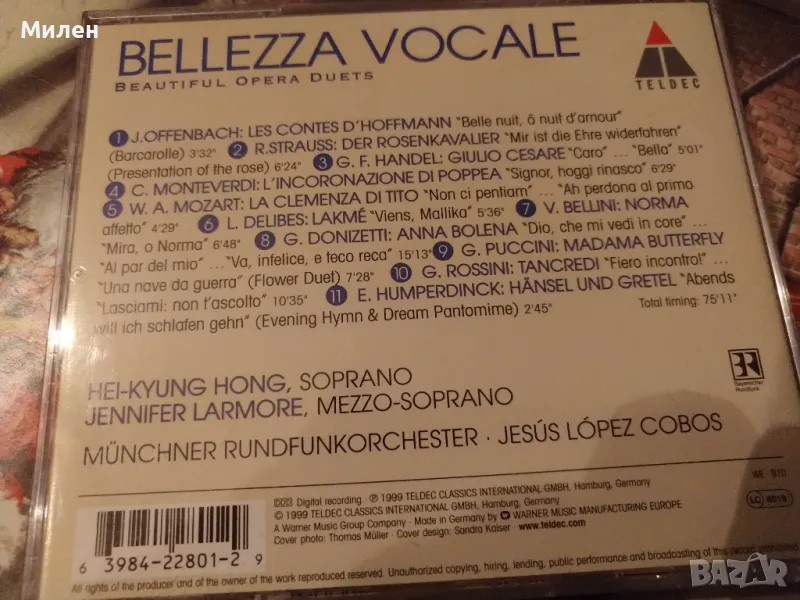 Милен
BELLEZZA VOCALE
BEAUTIFUL OPERA DUETS
TELDEC
1 J.OFFENBACH: LES CONTES D'HOFFMANN "Belle nuit, ô nuit d'amour"
(Barcarolle) 3'32" 2 R.STRAUSS: DER ROSENKAVALIER "Mir ist die Ehre widerfahren"
(Presentation of the rose) 6'24" 3 G. F. HANDEL: GIULIO CESARE "Caro" ... "Bella" 5'01"
4 C. MONTEVERDI: L'INCORONAZIONE DI POPPEA "Signor, hoggi rinasco" 6'29"
5 W. A. MOZART: LA CLEMENZA DI TITO "Non ci pentiam" ... "Ah perdona al primo
affetto" 4'29" 6 L. DELIBES: LAKMÉ "Viens, Mallika" 5'36" 7 V. BELLINI: NORMA
"Mira, o Norma" 6'48" 8 G. DONIZETTI: ANNA BOLENA "Dio, che mi vedi in core" ...
"Al par del mio" ... "Va, infelice, e teco reca" 15'13" 9 G. PUCCINI: MADAMA BUTTERFLY
"Una nave da guerra" (Flower Duet) 7'28" 10 G. ROSSINI: TANCREDI "Fiero incontro!" ...
"Lasciami: non t'ascolto" 10'35" 11 E. HUMPERDINCK: HÄNSEL UND GRETEL "Abends
will ich schlafen gehn" (Evening Hymn & Dream Pantomime) 2'45" Total timing: 75'11"
HEI-KYUNG HONG, SOPRANO
JENNIFER LARMORE, MEZZO-SOPRANO
MÜNCHNER RUNDFUNKORCHESTER · JESÚS LÓPEZ COBOS
BR
Bayerischer
Rundfunk
DDD Digital recording · ℗ 1999 TELDEC CLASSICS INTERNATIONAL GMBH, Hamburg, Germany
© 1999 TELDEC CLASSICS INTERNATIONAL GMBH, Hamburg, Germany
A Warner Music Group Company · Made in Germany by WARNER MUSIC MANUFACTURING EUROPE
Cover photo: Thomas Müller · Cover design: Sandra Kaiser · www.teldec.com
LC 6019
6 39842-28012 9
All rights of the producer and of the owner of the work reproduced reserved. Unauthorized copying, hiring, lending, public performance and broadcasting of this record prohibited.
BAZAR